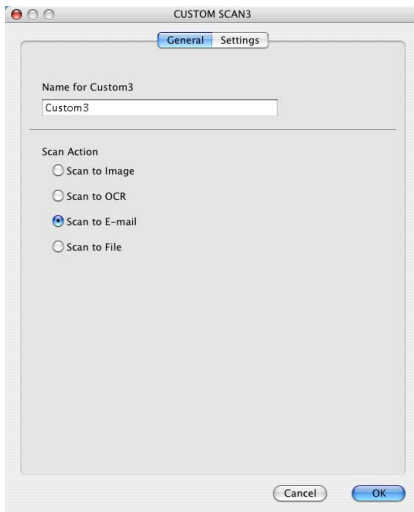 CUSTOM SCAN3
General Settings
Name for Custom3
Custom3
Scan Action
Scan to Image
Scan to OCR
Scan to E-mail
Scan to File
Cancel OK